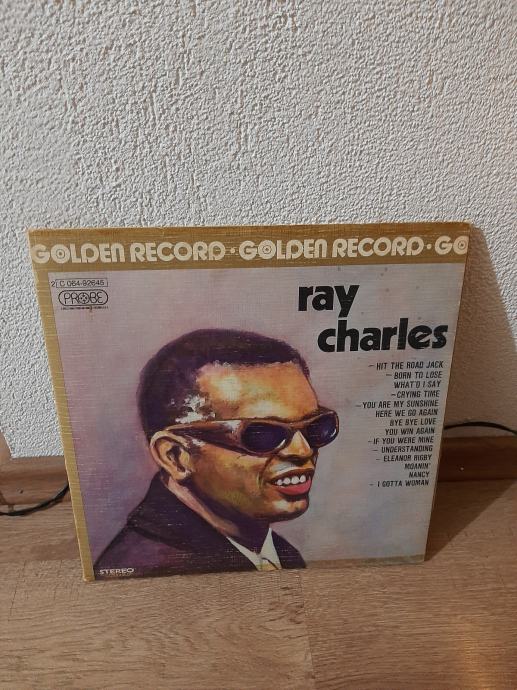 GOLDEN RECORD • GOLDEN RECORD • GO
2 C 064-92645
PROBE
ray
charles
– HIT THE ROAD JACK
– BORN TO LOSE
WHAT'D I SAY
– CRYING TIME
– YOU ARE MY SUNSHINE
HERE WE GO AGAIN
BYE BYE LOVE
YOU WIN AGAIN
– IF YOU WERE MINE
– UNDERSTANDING
– ELEANOR RIGBY
MOANIN'
NANCY
– I GOTTA WOMAN
STEREO